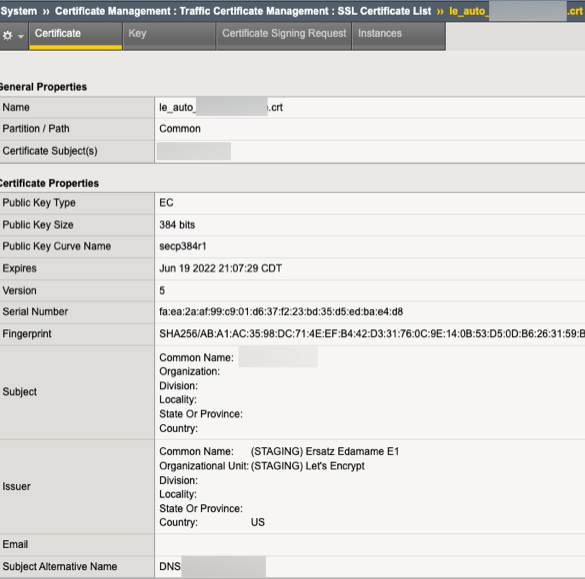 System » Certificate Management : Traffic Certificate Management : SSL Certificate List » le_auto_ .crt
Certificate Key Certificate Signing Request Instances
General Properties
Name le_auto_ .crt
Partition / Path Common
Certificate Subject(s)
Certificate Properties
Public Key Type EC
Public Key Size 384 bits
Public Key Curve Name secp384r1
Expires Jun 19 2022 21:07:29 CDT
Version 5
Serial Number fa:ea:2a:af:99:c9:01:d6:37:f2:23:bd:35:d5:ed:ba:e4:d8
Fingerprint SHA256/AB:A1:AC:35:98:DC:71:4E:EF:B4:42:D3:31:76:0C:9E:14:0B:53:D5:0D:B6:26:31:59:B
Subject
Common Name:
Organization:
Division:
Locality:
State Or Province:
Country:
Issuer
Common Name: (STAGING) Ersatz Edamame E1
Organizational Unit: (STAGING) Let's Encrypt
Division:
Locality:
State Or Province:
Country: US
Email
Subject Alternative Name DNS